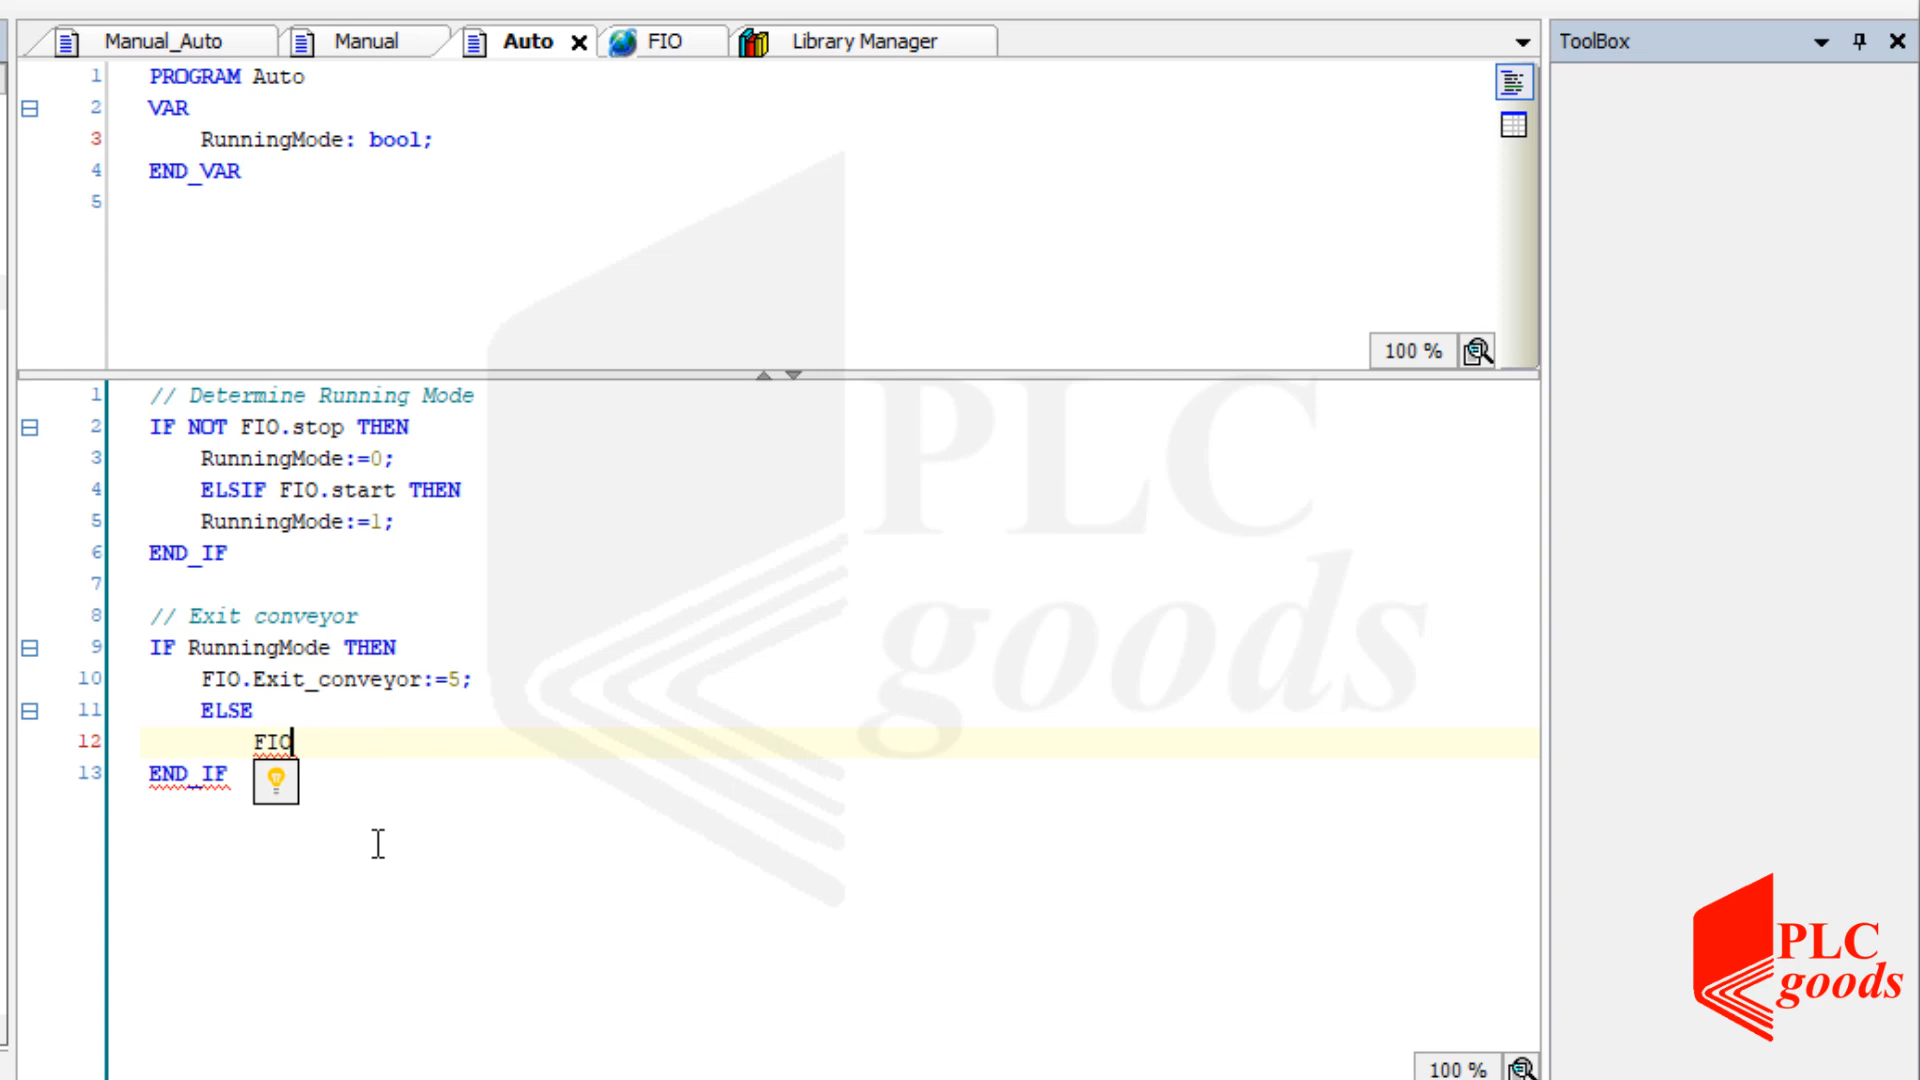 Manual_Auto Manual Auto FIO Library Manager ToolBox
1 PROGRAM Auto
2 VAR
3 RunningMode: bool;
4 END_VAR
5
100 %
1 // Determine Running Mode
2 IF NOT FIO.stop THEN
3 RunningMode:=0;
4 ELSIF FIO.start THEN
5 RunningMode:=1;
6 END_IF
7
8 // Exit conveyor
9 IF RunningMode THEN
10 FIO.Exit_conveyor:=5;
11 ELSE
12 FIO
13 END_IF
PLC
goods
PLC
goods
100 %